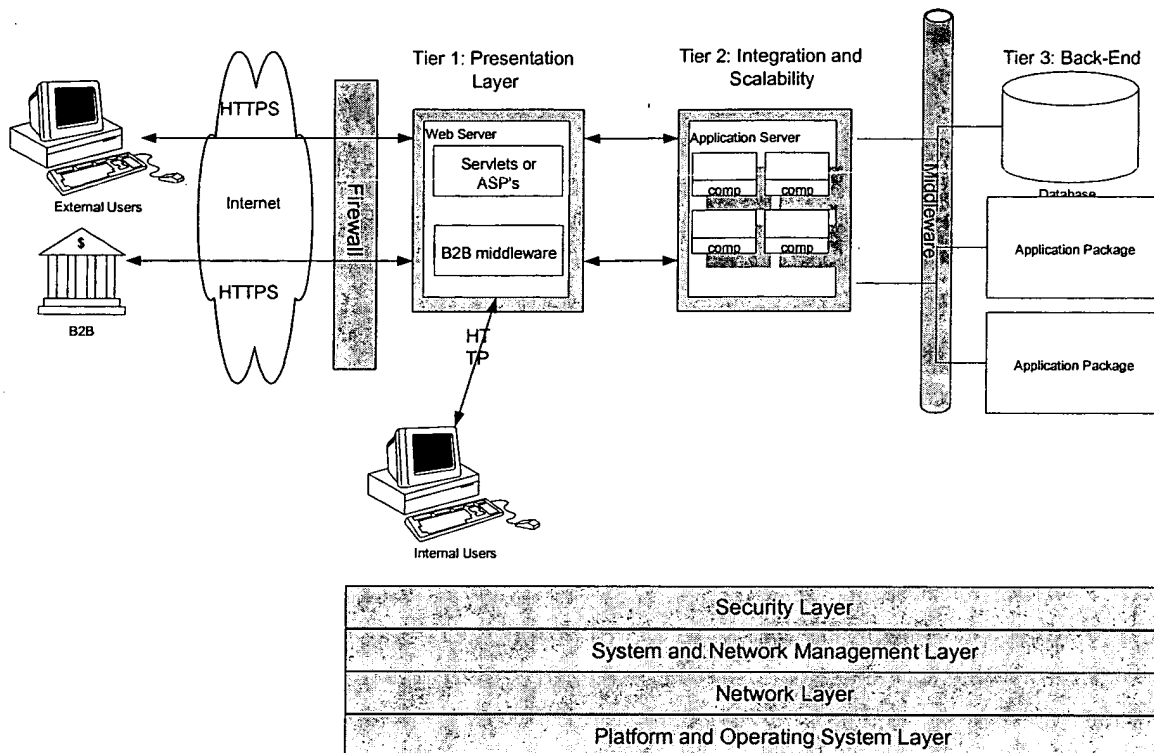 Tier 1: Presentation
Layer
Tier 2: Integration and
Scalability
Tier 3: Back-End
HTTPS
Web Server
Application Server
Servlets or
ASP's
Firewall
comp
comp
Middleware
Database
External Users
Internet
$
B2B middleware
comp
comp
Application Package
HTTPS
B2B
HT
TP
Application Package
Internal Users
Security Layer
System and Network Management Layer
Network Layer
Platform and Operating System Layer